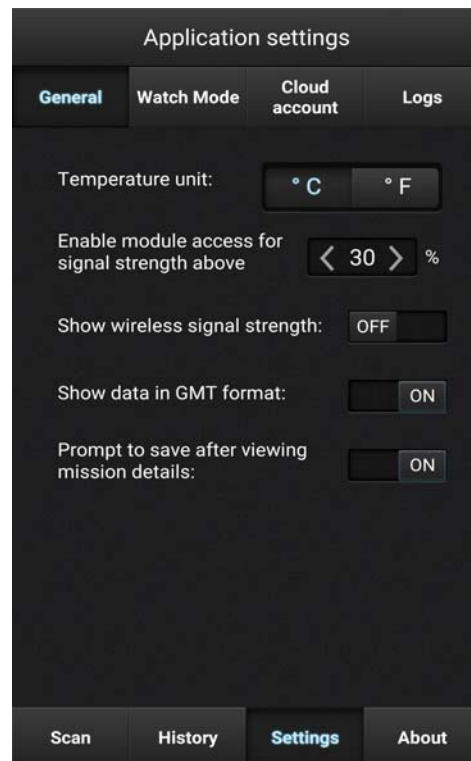 Application settings
General Watch Mode Cloud account Logs
Temperature unit: ° C ° F
Enable module access for
signal strength above 30 %
Show wireless signal strength: OFF
Show data in GMT format: ON
Prompt to save after viewing
mission details: ON
Scan History Settings About